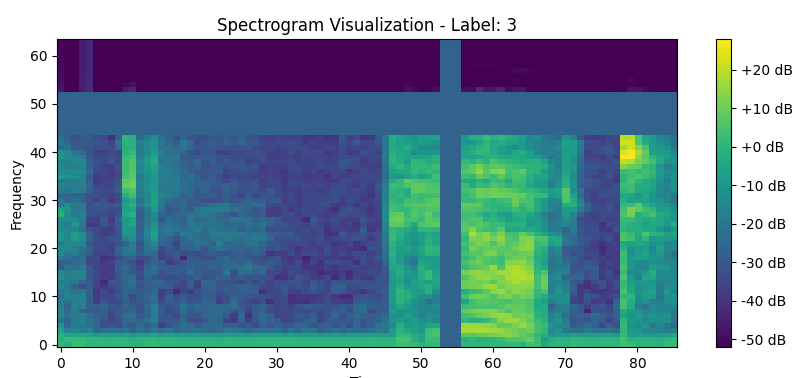 Spectrogram Visualization - Label: 3
Frequency
60
50
40
30
20
10
0
0 10 20 30 40 50 60 70 80
+20 dB
+10 dB
+0 dB
-10 dB
-20 dB
-30 dB
-40 dB
-50 dB